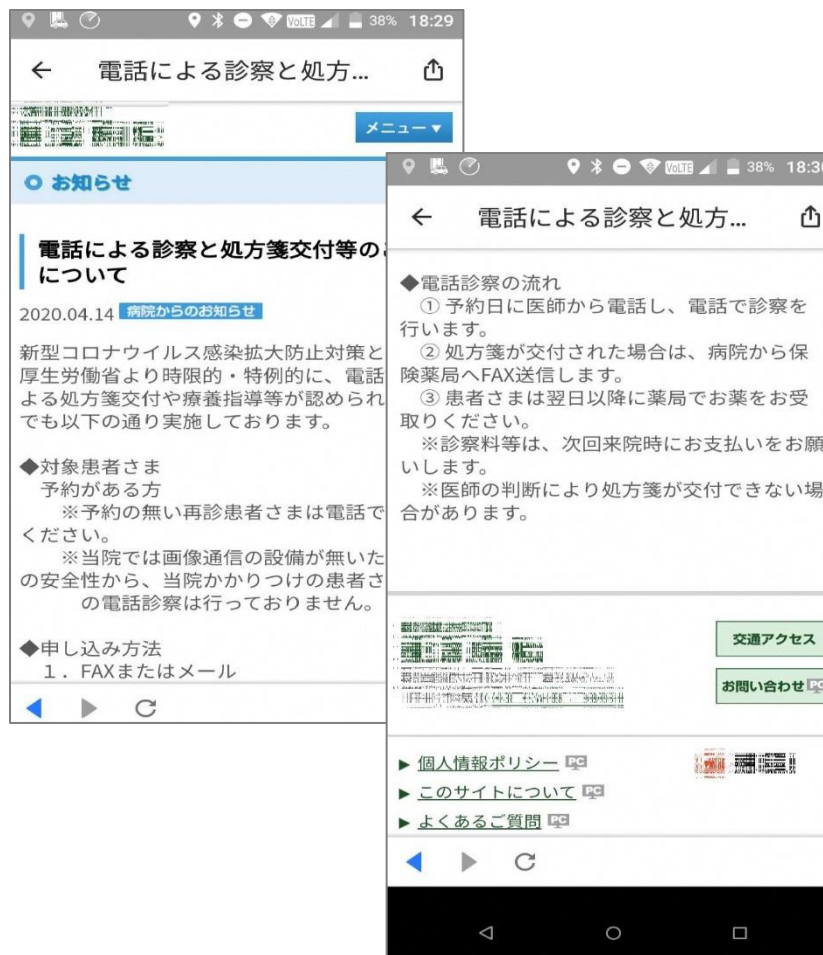 38% 18:29
電話による診察と処方...
メニュー▼
お知らせ
電話による診察と処方箋交付等の
について
2020.04.14 病院からのお知らせ
新型コロナウイルス感染拡大防止対策と
厚生労働省より時限的・特例的に、電話
よる処方箋交付や療養指導等が認められ
でも以下の通り実施しております。
◆対象患者さま
予約がある方
※予約の無い再診患者さまは電話で
ください。
※当院では画像通信の設備が無いた
の安全性から、当院かかりつけの患者さ
の電話診察は行っておりません。
◆申し込み方法
1．FAXまたはメール
VoLTE 38% 18:30
電話による診察と処方...
◆電話診察の流れ
① 予約日に医師から電話し、電話で診察を
行います。
② 処方箋が交付された場合は、病院から保
険薬局へFAX送信します。
③ 患者さまは翌日以降に薬局でお薬をお受
取りください。
※診察料等は、次回来院時にお支払いをお願
いします。
※医師の判断により処方箋が交付できない場
合があります。
交通アクセス
お問い合わせ PC
▶ 個人情報ポリシー PC
▶ このサイトについて PC
▶ よくあるご質問 PC